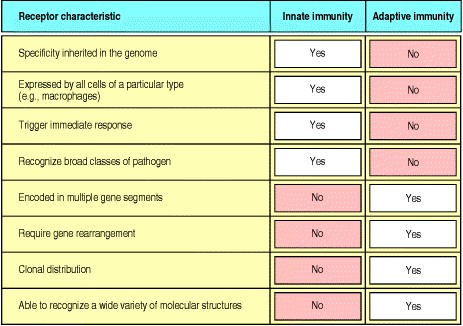 Receptor characteristic Innate immunity Adaptive immunity
Specificity inherited in the genome Yes No
Expressed by all cells of a particular type
(e.g., macrophages) Yes No
Trigger immediate response Yes No
Recognize broad classes of pathogen Yes No
Encoded in multiple gene segments No Yes
Require gene rearrangement No Yes
Clonal distribution No Yes
Able to recognize a wide variety of molecular structures No Yes